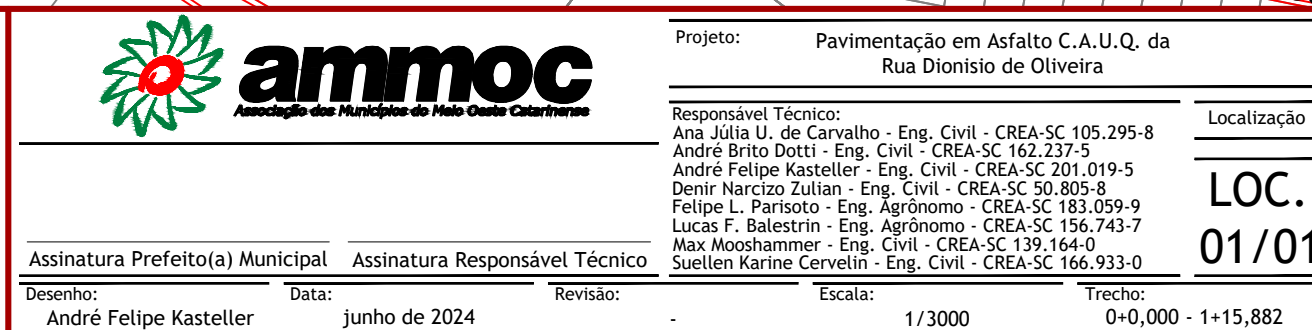 ammoc
Associação dos Municípios do Meio Oeste Catarinense
Projeto:
Pavimentação em Asfalto C.A.U.Q. da
Rua Dionisio de Oliveira
Responsável Técnico:
Ana Júlia U. de Carvalho - Eng. Civil - CREA-SC 105.295-8
André Brito Dotti - Eng. Civil - CREA-SC 162.237-5
André Felipe Kasteller - Eng. Civil - CREA-SC 201.019-5
Denir Narcizo Zulian - Eng. Civil - CREA-SC 50.805-8
Felipe L. Parisoto - Eng. Agrônomo - CREA-SC 183.059-9
Lucas F. Balestrin - Eng. Agrônomo - CREA-SC 156.743-7
Max Mooshammer - Eng. Civil - CREA-SC 139.164-0
Suellen Karine Cervelin - Eng. Civil - CREA-SC 166.933-0
Localização
LOC.
01/01
Assinatura Prefeito(a) Municipal
Assinatura Responsável Técnico
Desenho:
André Felipe Kasteller
Data:
junho de 2024
Revisão:
-
Escala:
1/3000
Trecho:
0+0,000 - 1+15,882